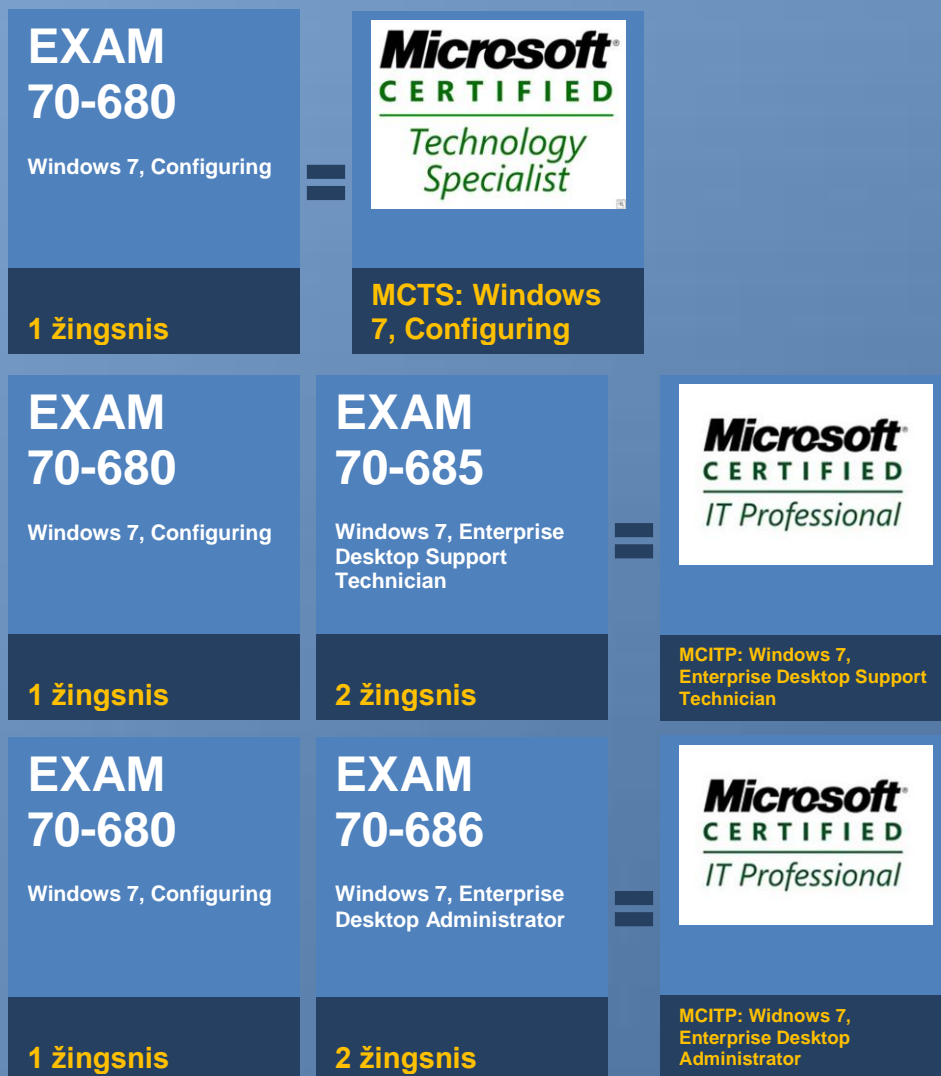 EXAM
70-680
Windows 7, Configuring
1 žingsnis
Microsoft®
CERTIFIED
Technology
Specialist
MCTS: Windows
7, Configuring
EXAM
70-680
Windows 7, Configuring
1 žingsnis
EXAM
70-685
Windows 7, Enterprise
Desktop Support
Technician
2 žingsnis
Microsoft®
CERTIFIED
IT Professional
MCITP: Windows 7,
Enterprise Desktop Support
Technician
EXAM
70-680
Windows 7, Configuring
1 žingsnis
EXAM
70-686
Windows 7, Enterprise
Desktop Administrator
2 žingsnis
Microsoft®
CERTIFIED
IT Professional
MCITP: Widnows 7,
Enterprise Desktop
Administrator